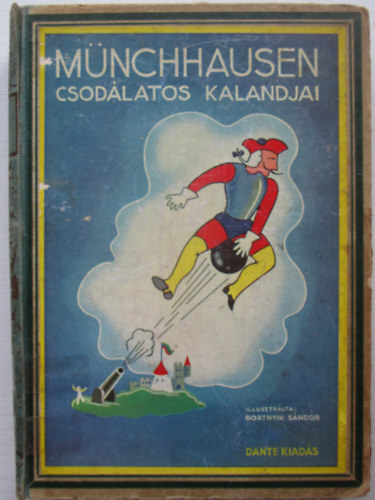 MÜNCHHAUSEN
CSODÁLATOS KALANDJAI
ILLUSZTRÁLTA:
BORTNYIK SÁNDOR
DANTE KIADÁS